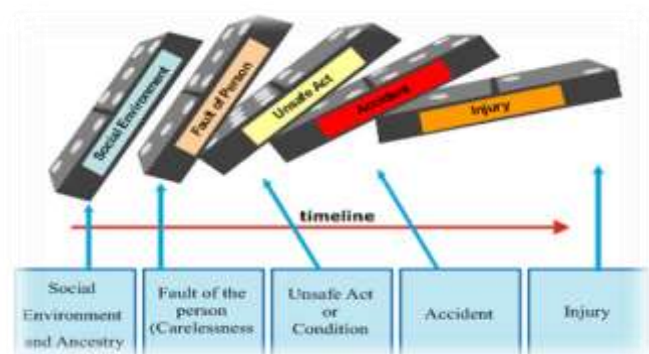 Social Environment
Fault of Person
Unsafe Act
Accident
Injury
timeline
Social
Environment
and Ancestry
Fault of the
person
(Carelessness
Unsafe Act
or
Condition
Accident
Injury